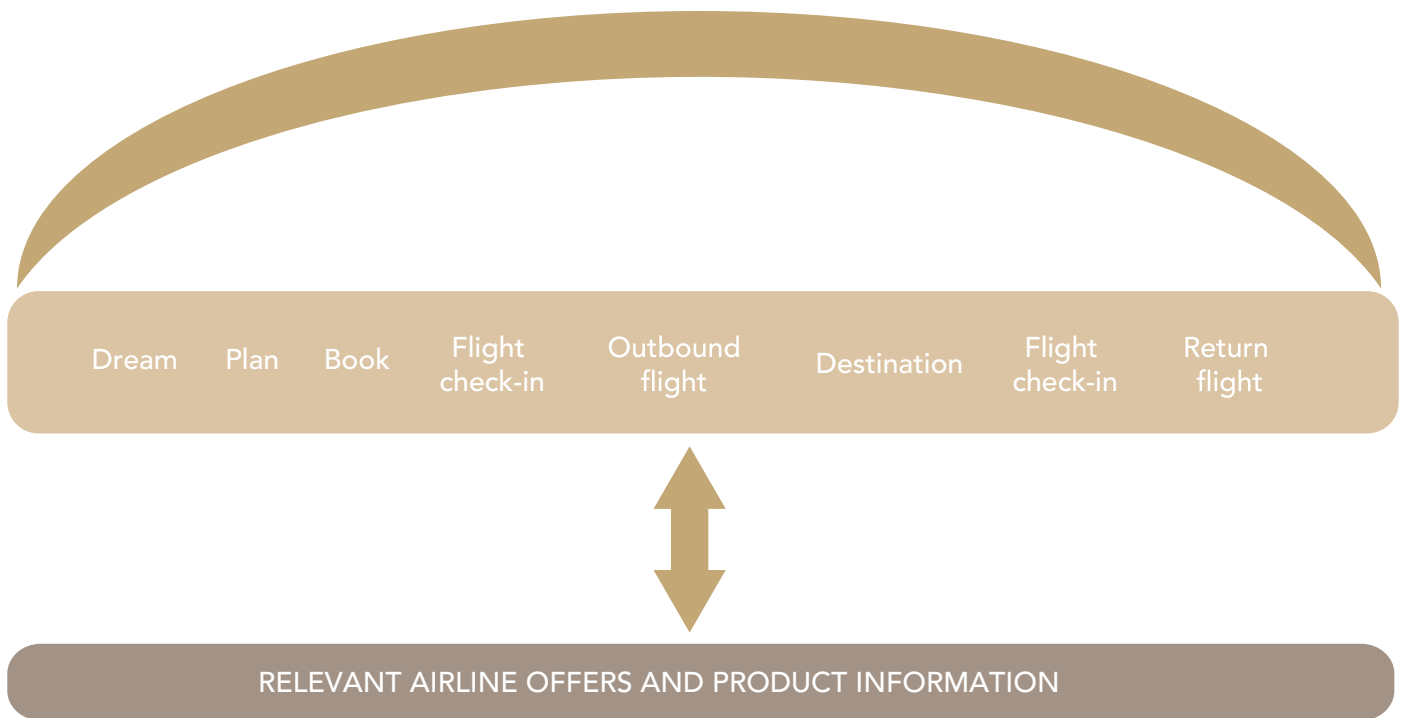 Dream
Plan
Book
Flight
check-in
Outbound
flight
Destination
Flight
check-in
Return
flight
RELEVANT AIRLINE OFFERS AND PRODUCT INFORMATION